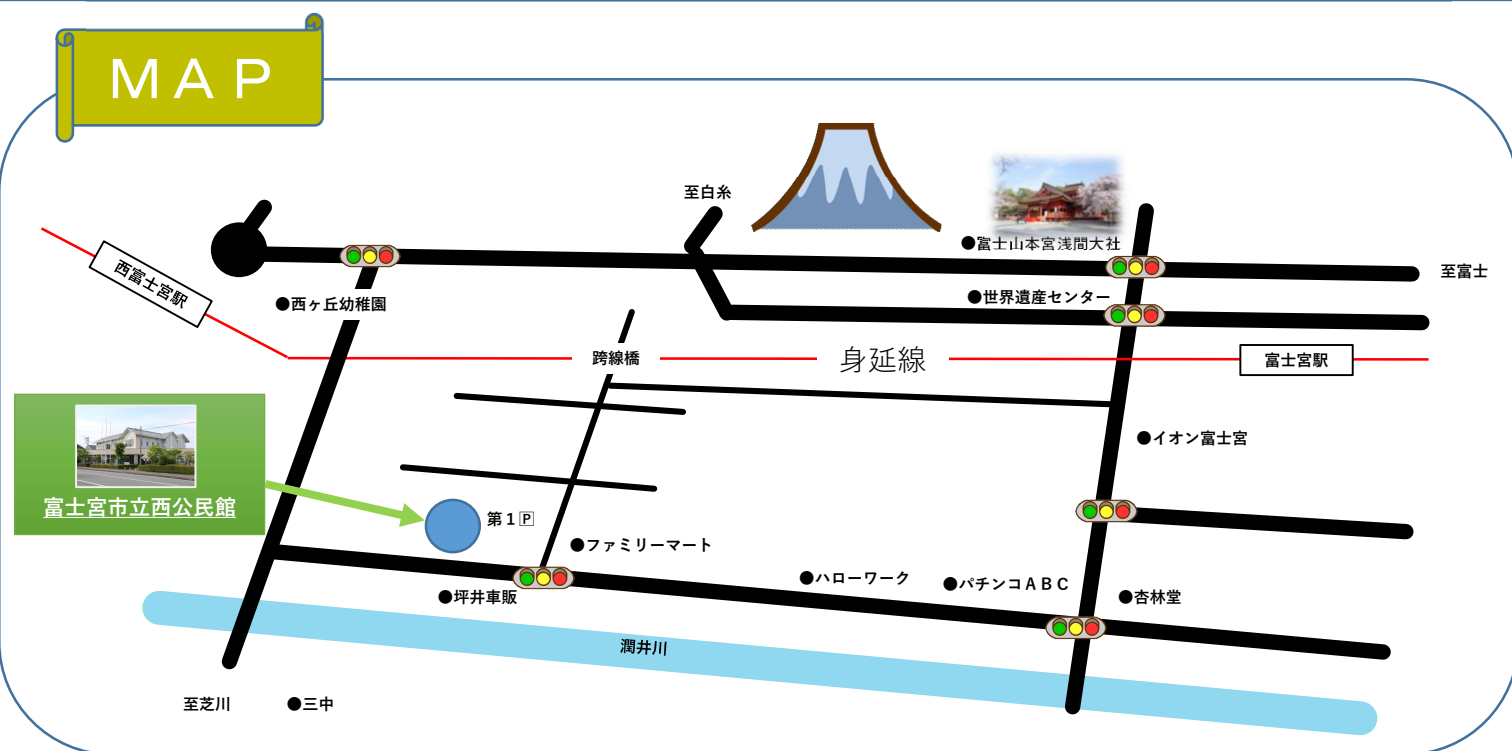 ＭＡＰ
至白糸
●富士山本宮浅間大社
至富士
西富士宮駅
●西ヶ丘幼稚園
●世界遺産センター
跨線橋
身延線
富士宮駅
●イオン富士宮
富士宮市立西公民館
第１🄿
●ファミリーマート
●ハローワーク
●パチンコＡＢＣ
●坪井車販
●杏林堂
潤井川
至芝川
●三中